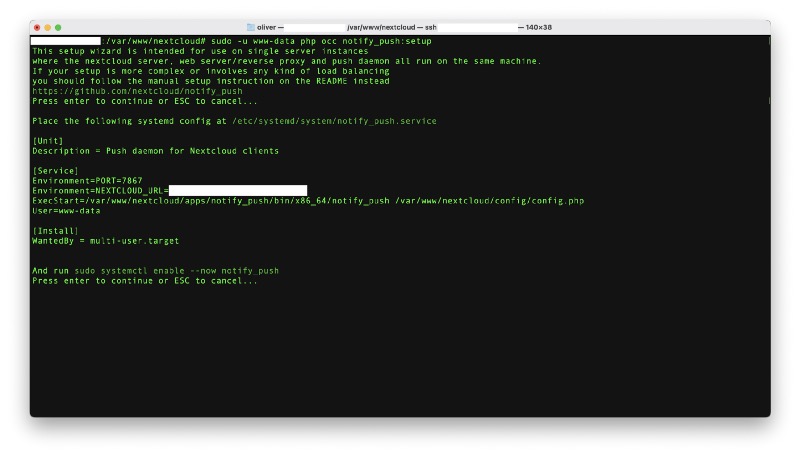 oliver — /var/www/nextcloud — ssh — 140×38
:/var/www/nextcloud# sudo -u www-data php occ notify_push:setup
This setup wizard is intended for use on single server instances
where the nextcloud server, web server/reverse proxy and push daemon all run on the same machine.
If your setup is more complex or involves any kind of load balancing
you should follow the manual setup instruction on the README instead
https://github.com/nextcloud/notify_push
Press enter to continue or ESC to cancel...
Place the following systemd config at /etc/systemd/system/notify_push.service
[Unit]
Description = Push daemon for Nextcloud clients
[Service]
Environment=PORT=7867
Environment=NEXTCLOUD_URL=
ExecStart=/var/www/nextcloud/apps/notify_push/bin/x86_64/notify_push /var/www/nextcloud/config/config.php
User=www-data
[Install]
WantedBy = multi-user.target
And run sudo systemctl enable --now notify_push
Press enter to continue or ESC to cancel...